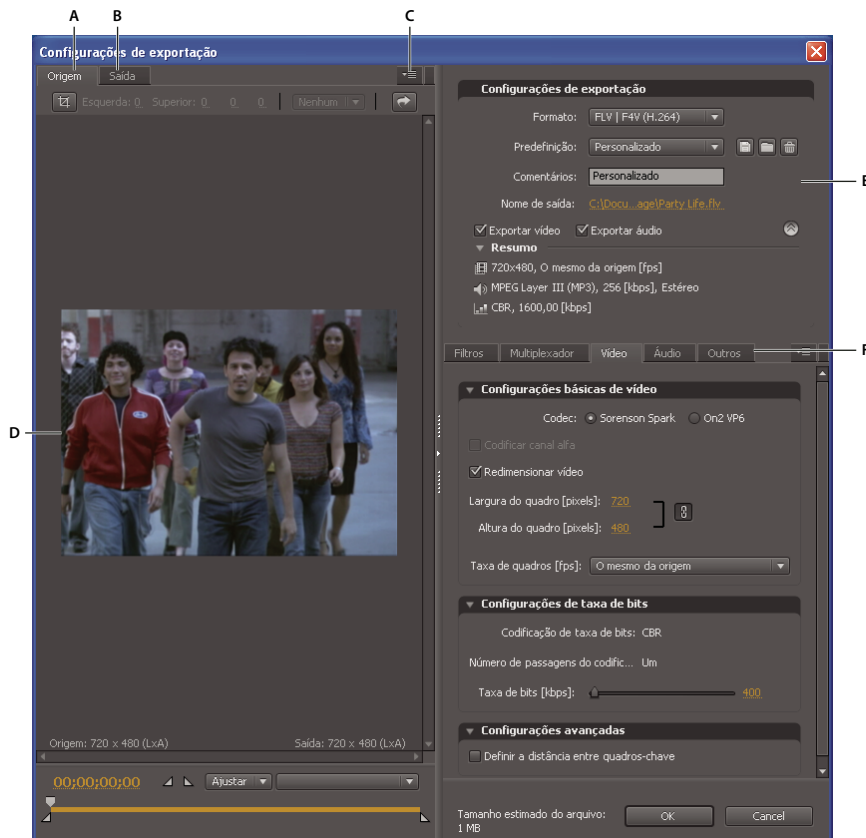 A B C
Configurações de exportação
Origem Saída
Esquerda: 0 Superior: 0 0 0 Nenhum
Configurações de exportação
Formato: FLV | F4V (H.264)
Predefinição: Personalizado
Comentários: Personalizado
E
Nome de saída: C:\Docu...age\Party Life.flv
Exportar vídeo Exportar áudio
Resumo
720x480, O mesmo da origem [fps]
MPEG Layer III (MP3), 256 [kbps], Estéreo
CBR, 1600,00 [kbps]
Filtros Multiplexador Vídeo Áudio Outros
F
Configurações básicas de vídeo
Codec: Sorenson Spark On2 VP6
D
Codificar canal alfa
Redimensionar vídeo
Largura do quadro [pixels]: 720
Altura do quadro [pixels]: 480
Taxa de quadros [fps]: O mesmo da origem
Configurações de taxa de bits
Codificação de taxa de bits: CBR
Número de passagens do codific... Um
Taxa de bits [kbps]: 400
Configurações avançadas
Definir a distância entre quadros-chave
Origem: 720 x 480 (LxA) Saída: 720 x 480 (LxA)
00;00;00;00 Ajustar
Tamanho estimado do arquivo:
1 MB
OK Cancel